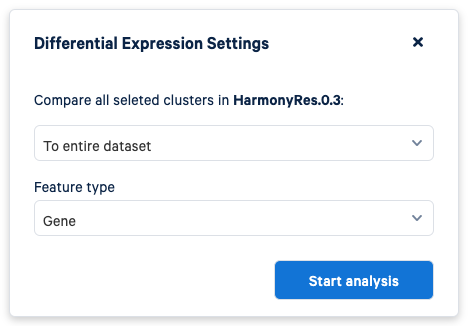 Differential Expression Settings
Compare all seleted clusters in HarmonyRes.0.3:
To entire dataset
Feature type
Gene
Start analysis